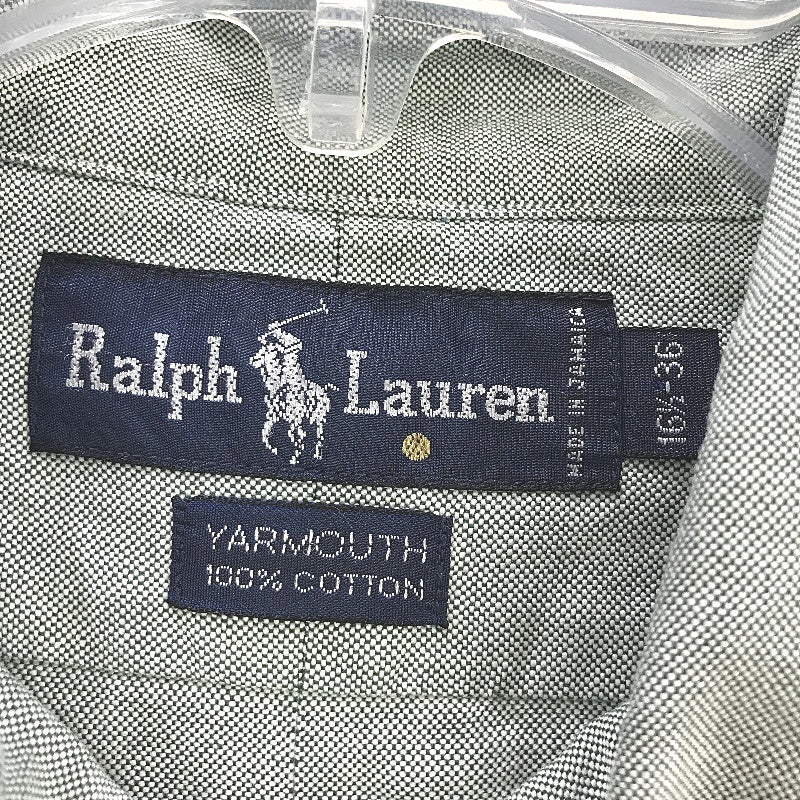 Ralph Lauren
MADE IN JAMAICA
16½-36
YARMOUTH
100% COTTON